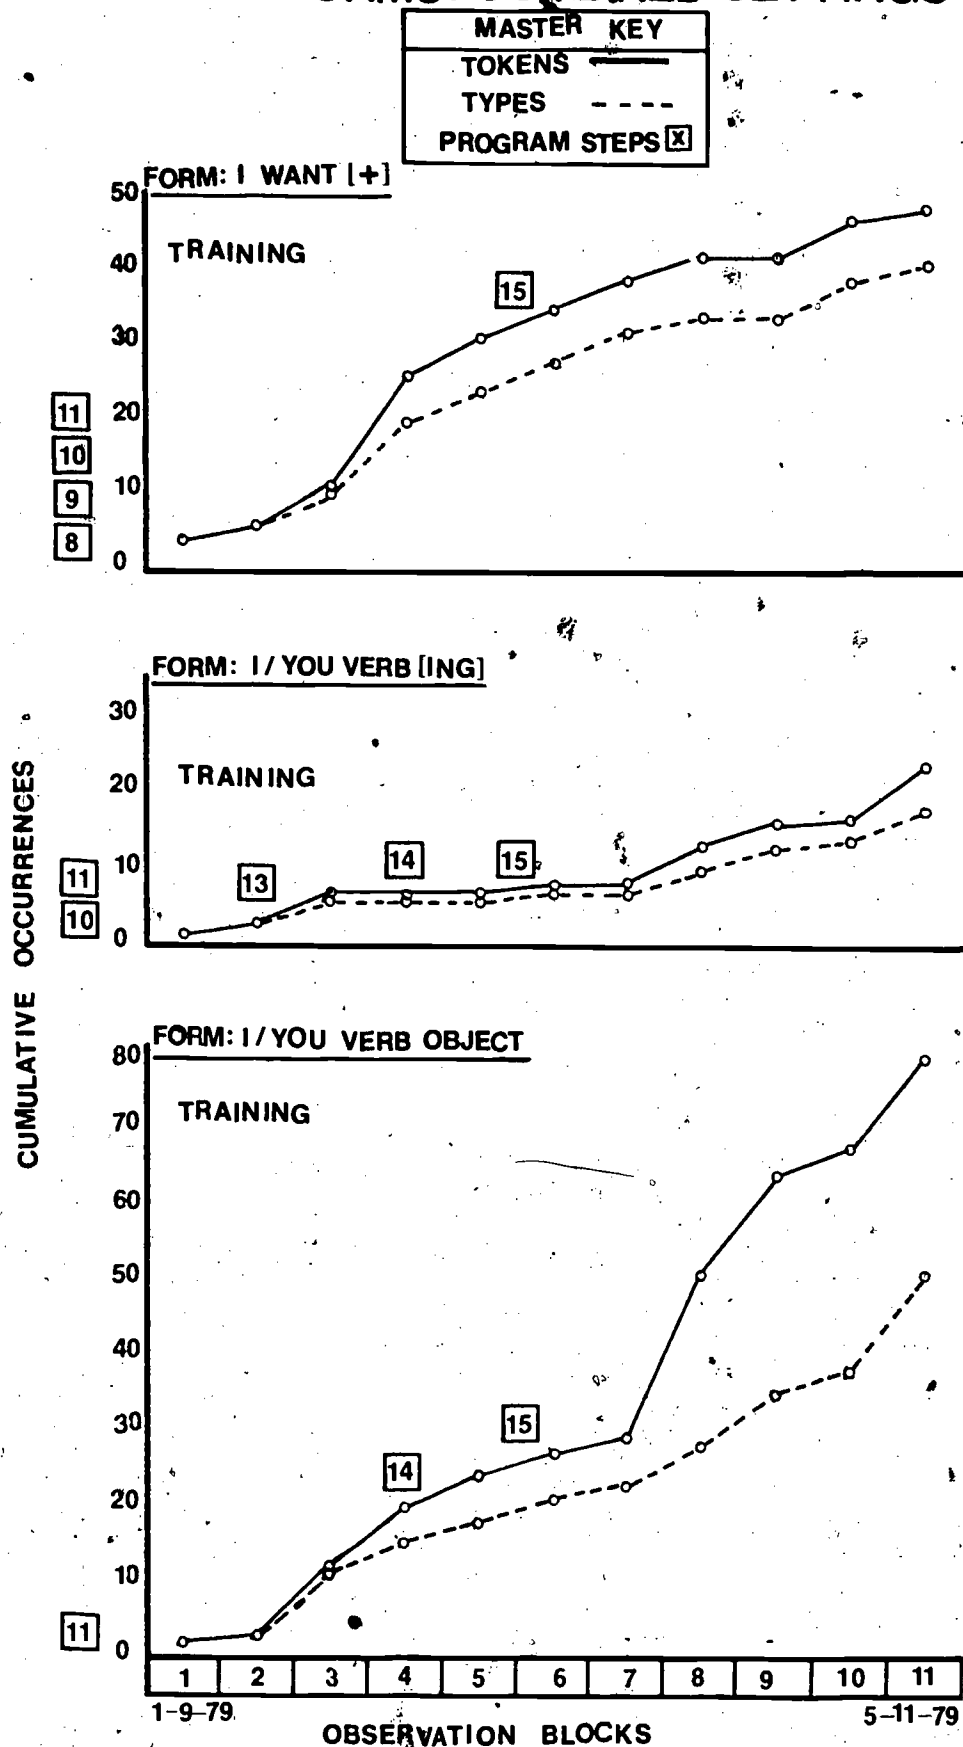 MASTER KEY
TOKENS
TYPES
PROGRAM STEPS X
FORM: I WANT [+]
50
TRAINING
40
15
30
11
20
10
10
9
8
0
FORM: I/YOU VERB [ING]
30
TRAINING
20
11
10
13
14
15
10
0
FORM: I/YOU VERB OBJECT
80
TRAINING
70
60
50
40
30
15
14
20
10
11
0
CUMULATIVE OCCURRENCES
1 2 3 4 5 6 7 8 9 10 11
1-9-79
5-11-79
OBSERVATION BLOCKS